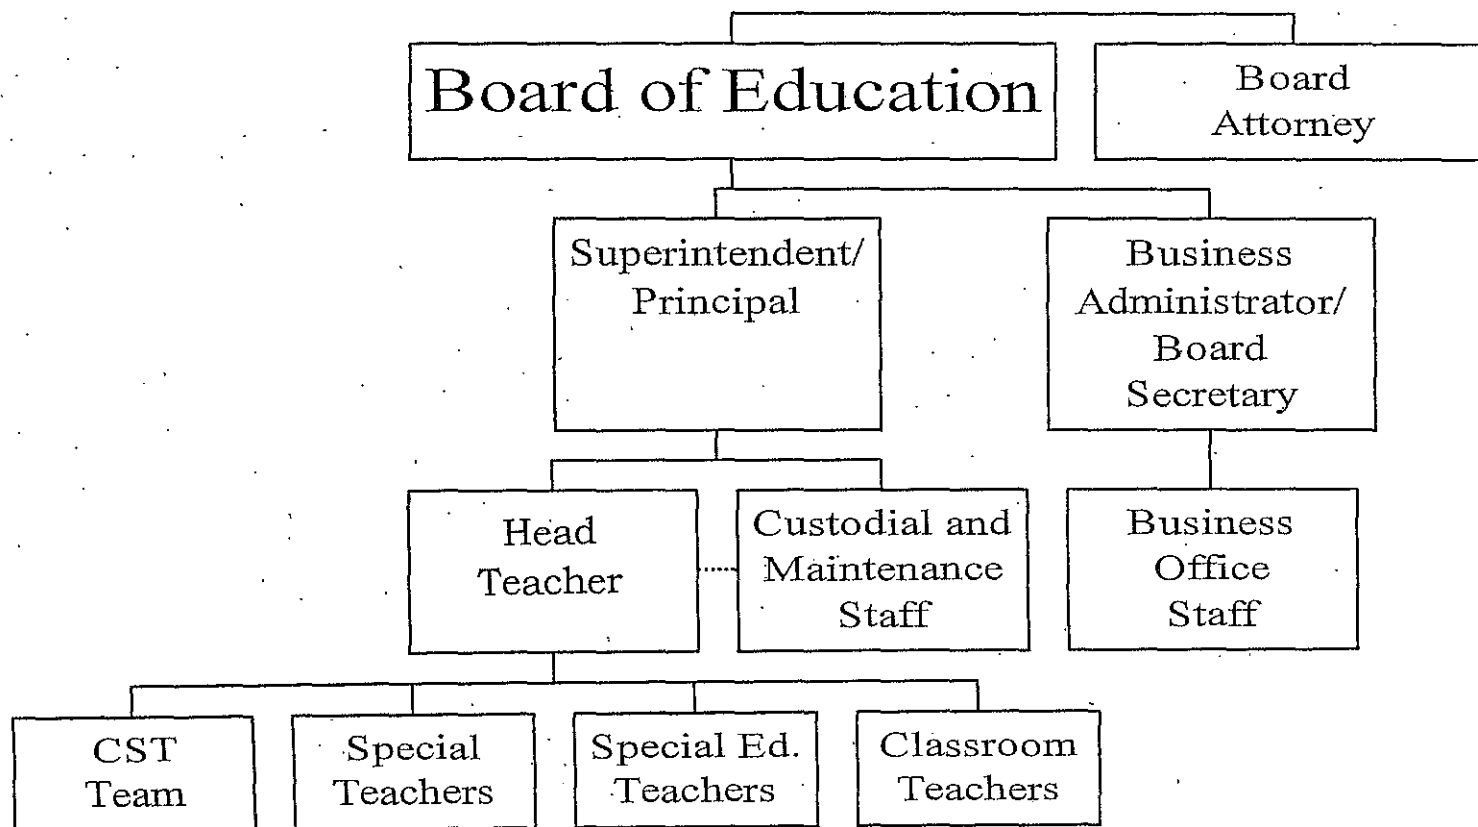 Board of Education
Board
Attorney
Superintendent/
Principal
Business
Administrator/
Board
Secretary
Head
Teacher
Custodial and
Maintenance
Staff
Business
Office
Staff
CST
Team
Special
Teachers
Special Ed.
Teachers
Classroom
Teachers